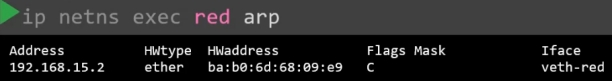 ip netns exec red arp
Address HWtype HWaddress Flags Mask Iface
192.168.15.2 ether ba:b0:6d:68:09:e9 C veth-red